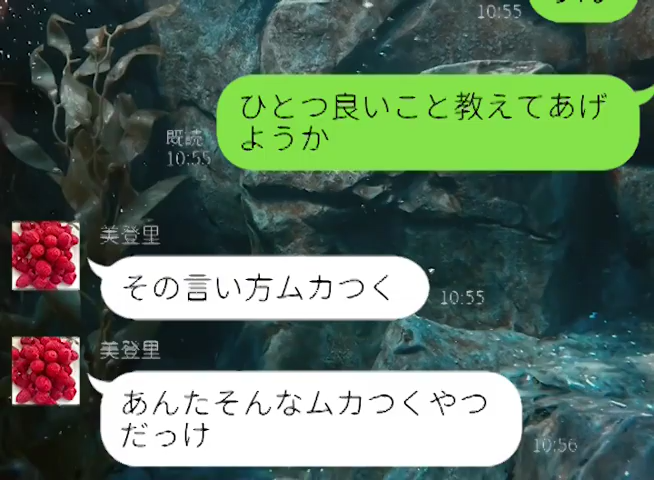 10:55
ひとつ良いこと教えてあげ
ようか
既読
10:55
美登里
その言い方ムカつく
10:55
美登里
あんたそんなムカつくやつ
だっけ
10:56